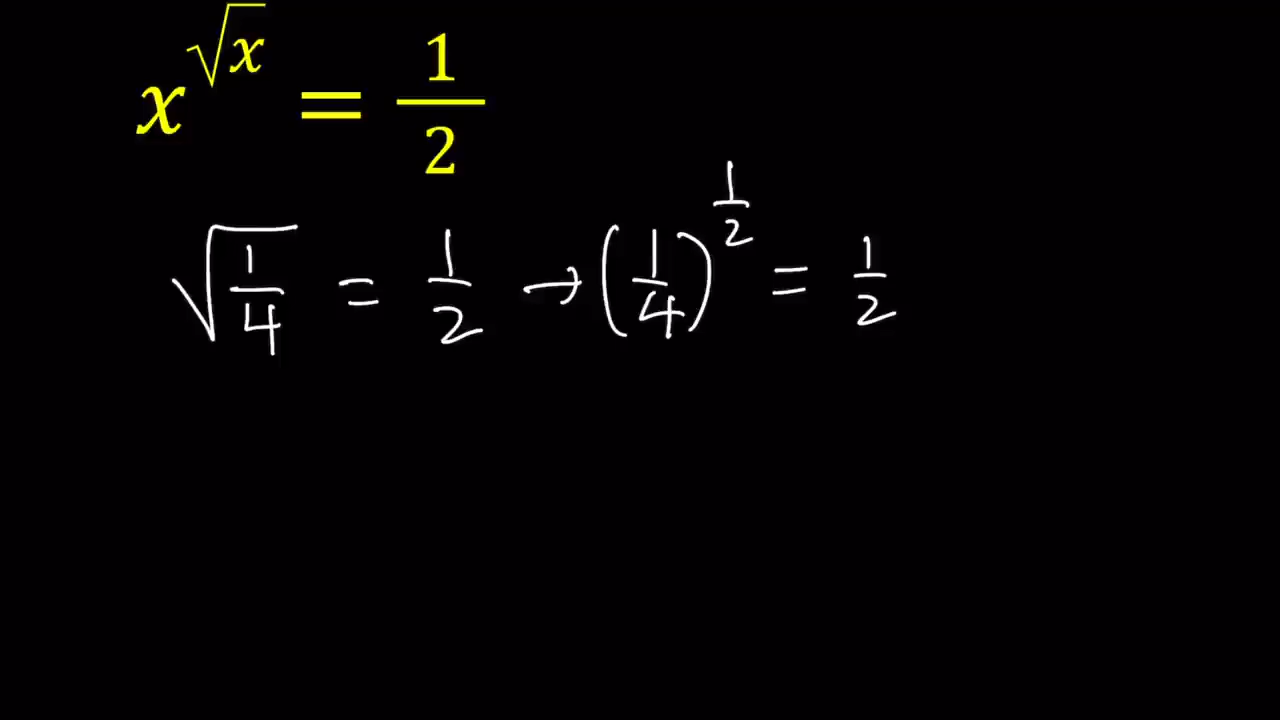 x^√x = 1/2
√(1/4) = 1/2 → (1/4)^(1/2) = 1/2